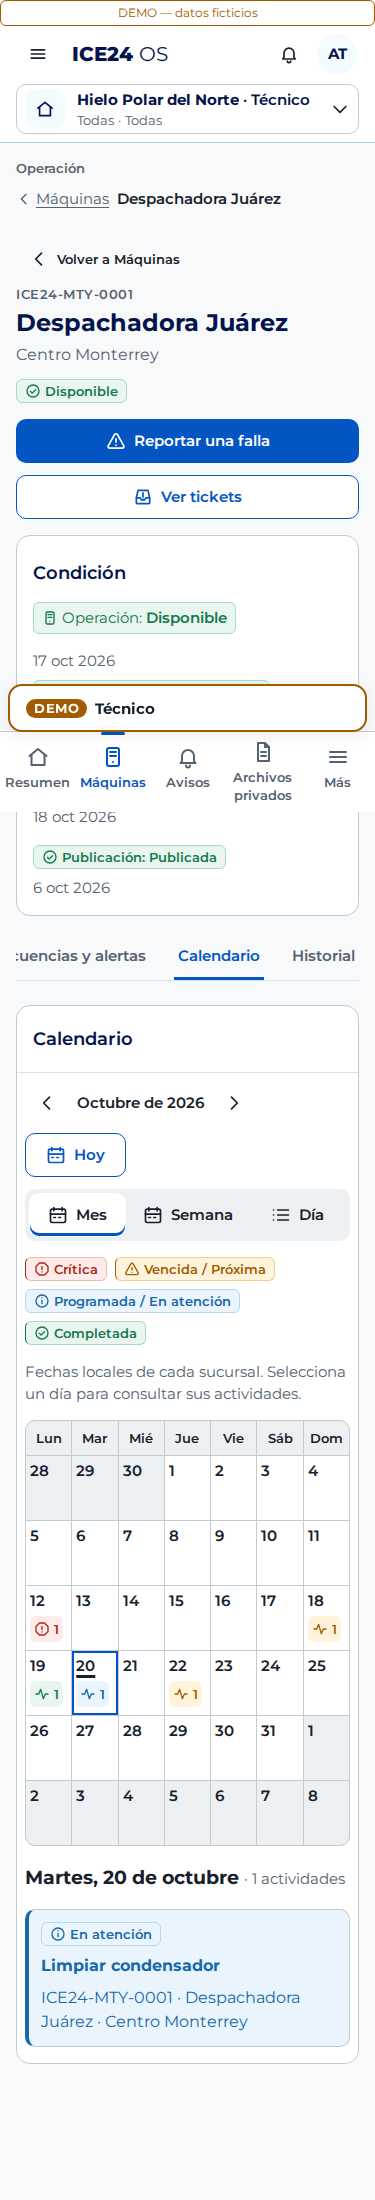 DEMO — datos ficticios
ICE24 OS
AT
Hielo Polar del Norte · Técnico
Todas · Todas
Operación
Máquinas Despachadora Juárez
Volver a Máquinas
ICE24-MTY-0001
Despachadora Juárez
Centro Monterrey
Disponible
Reportar una falla
Ver tickets
Condición
Operación: Disponible
17 oct 2026
DEMO Técnico
Resumen Máquinas Avisos Archivos privados Más
18 oct 2026
Publicación: Publicada
6 oct 2026
cuencias y alertas Calendario Historial
Calendario
Octubre de 2026
Hoy
Mes Semana Día
Crítica Vencida / Próxima
Programada / En atención
Completada
Fechas locales de cada sucursal. Selecciona
un día para consultar sus actividades.
Lun Mar Mié Jue Vie Sáb Dom
28 29 30 1 2 3 4
5 6 7 8 9 10 11
12 13 14 15 16 17 18
1 1
19 20 21 22 23 24 25
1 1 1
26 27 28 29 30 31 1
2 3 4 5 6 7 8
Martes, 20 de octubre · 1 actividades
En atención
Limpiar condensador
ICE24-MTY-0001 · Despachadora
Juárez · Centro Monterrey